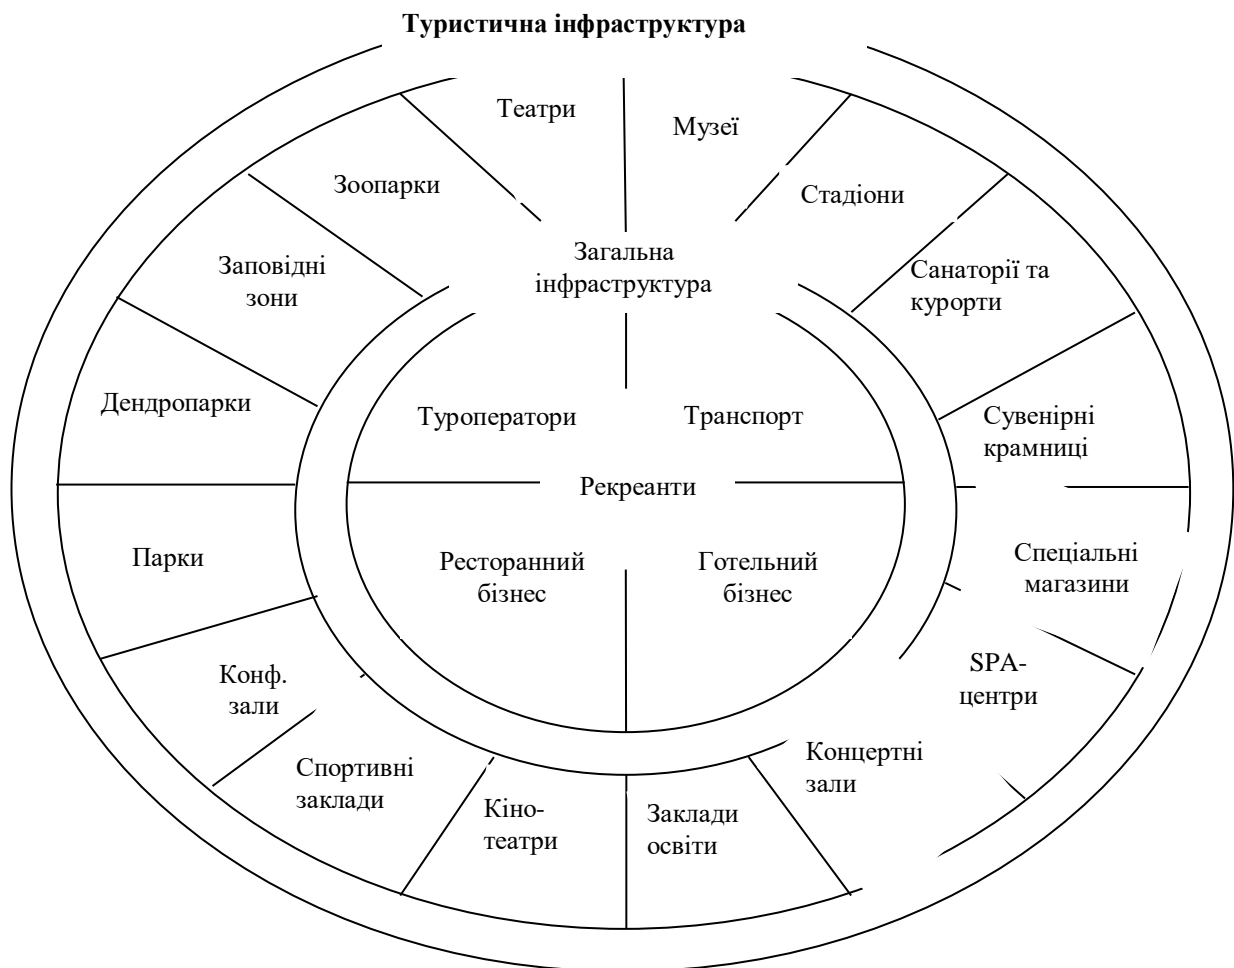 Туристична інфраструктура
Театри
Музеї
Зоопарки
Стадіони
Заповідні
зони
Загальна
інфраструктура
Санаторії та
курорти
Дендропарки
Туроператори
Транспорт
Сувенірні
крамниці
Рекреанти
Парки
Ресторанний
бізнес
Готельний
бізнес
Спеціальні
магазини
Конф.
зали
SPA-
центри
Спортивні
заклади
Кіно-
театри
Заклади
освіти
Концертні
зали